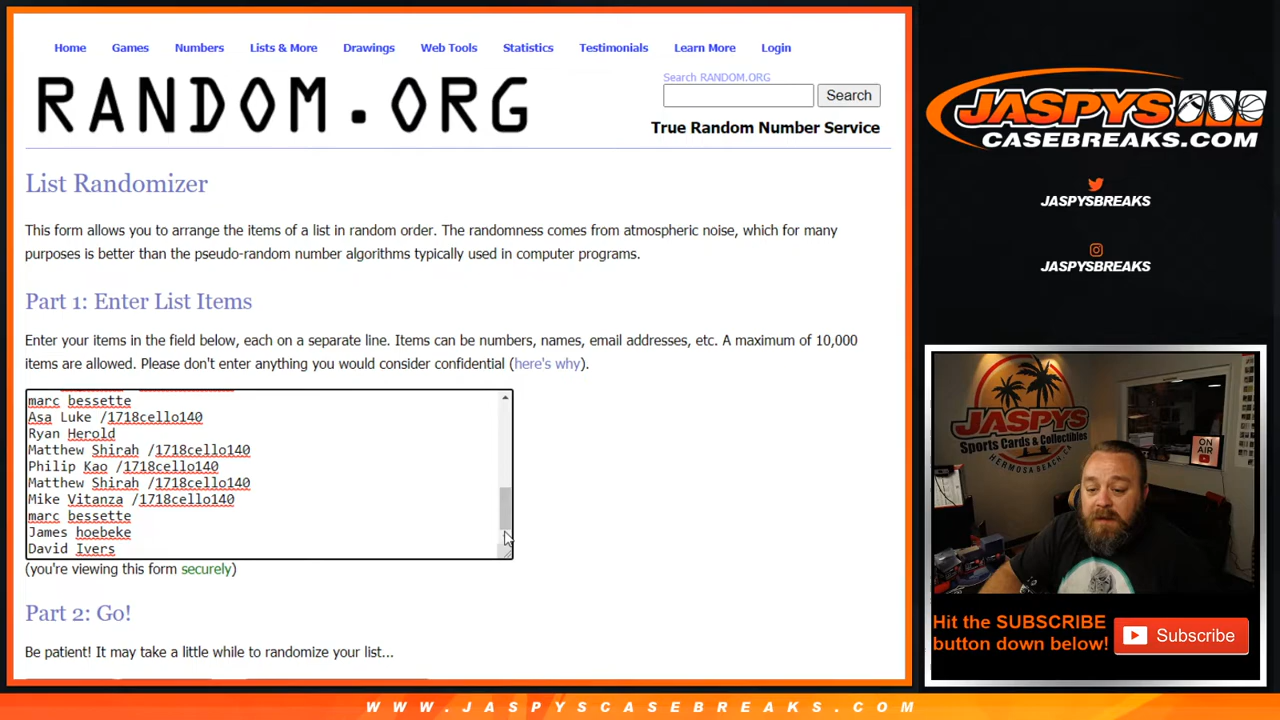 Home Games Numbers Lists & More Drawings Web Tools Statistics Testimonials Learn More Login
RANDOM.ORG
Search RANDOM.ORG
Search
True Random Number Service
List Randomizer
This form allows you to arrange the items of a list in random order. The randomness comes from atmospheric noise, which for many
purposes is better than the pseudo-random number algorithms typically used in computer programs.
Part 1: Enter List Items
Enter your items in the field below, each on a separate line. Items can be numbers, names, email addresses, etc. A maximum of 10,000
items are allowed. Please don't enter anything you would consider confidential (here's why).
marc bessette
Asa Luke /1718cello140
Ryan Herold
Matthew Shirah /1718cello140
Philip Kao /1718cello140
Matthew Shirah /1718cello140
Mike Vitanza /1718cello140
marc bessette
James hoebeke
David Ivers
(you're viewing this form securely)
Part 2: Go!
Be patient! It may take a little while to randomize your list...
JASPYS
CASEBREAKS.COM
JASPYSBREAKS
JASPYSBREAKS
JASPYS
Sports Cards & Collectibles
HERMOSA BEACH, CA
ON
AIR
Hit the SUBSCRIBE
button down below!
Subscribe
WWW.JASPYSCASEBREAKS.COM